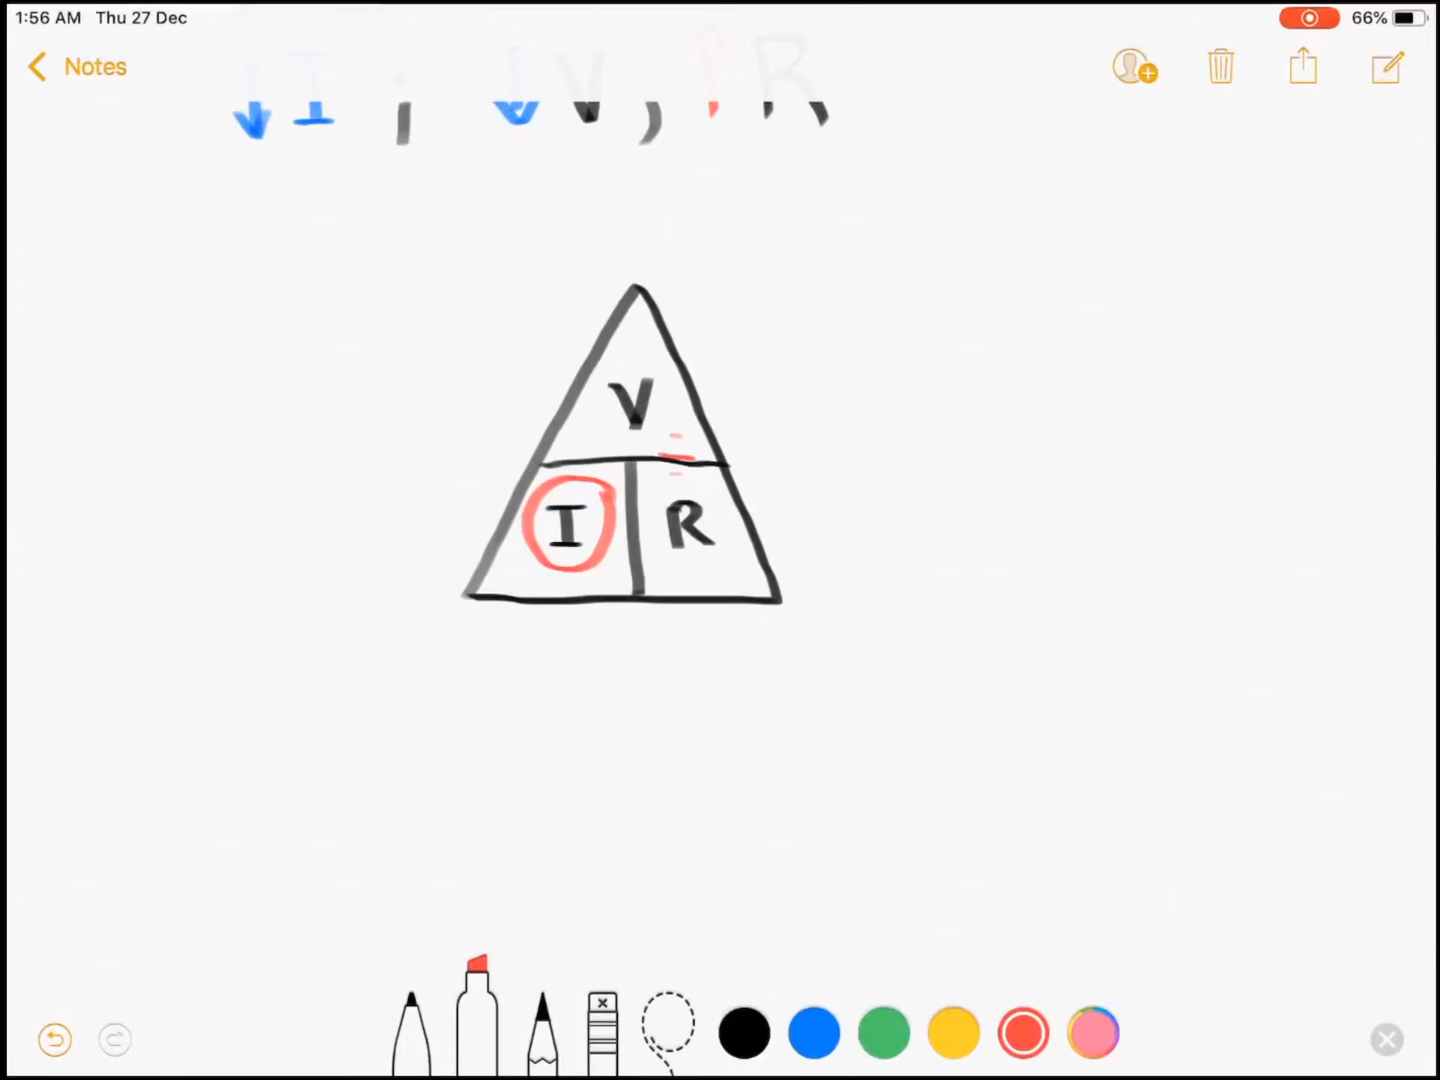 1:56 AM Thu 27 Dec 66%
Notes
↓I ; ↓V, ↑R
V
I R